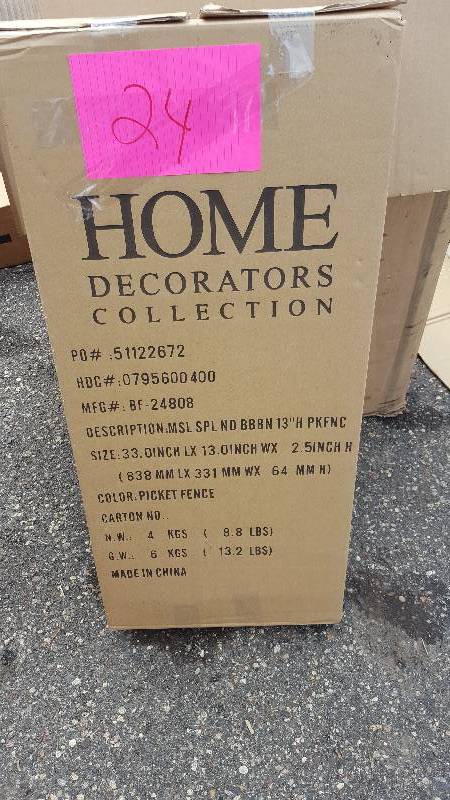 24
HOME
DECORATORS
COLLECTION
PO# :51122672
HDC#:0795600400
MFG#: BF-24808
DESCRIPTION:MSL SPL ND BBRN 13"H PKFNC
SIZE:33.0INCH LX 13.0INCH WX 2.5INCH H
(838 MM LX 331 MM WX 64 MM H)
COLOR:PICKET FENCE
CARTON NO..
N.W.: 4 KGS ( 8.8 LBS)
G.W.: 6 KGS ( 13.2 LBS)
MADE IN CHINA